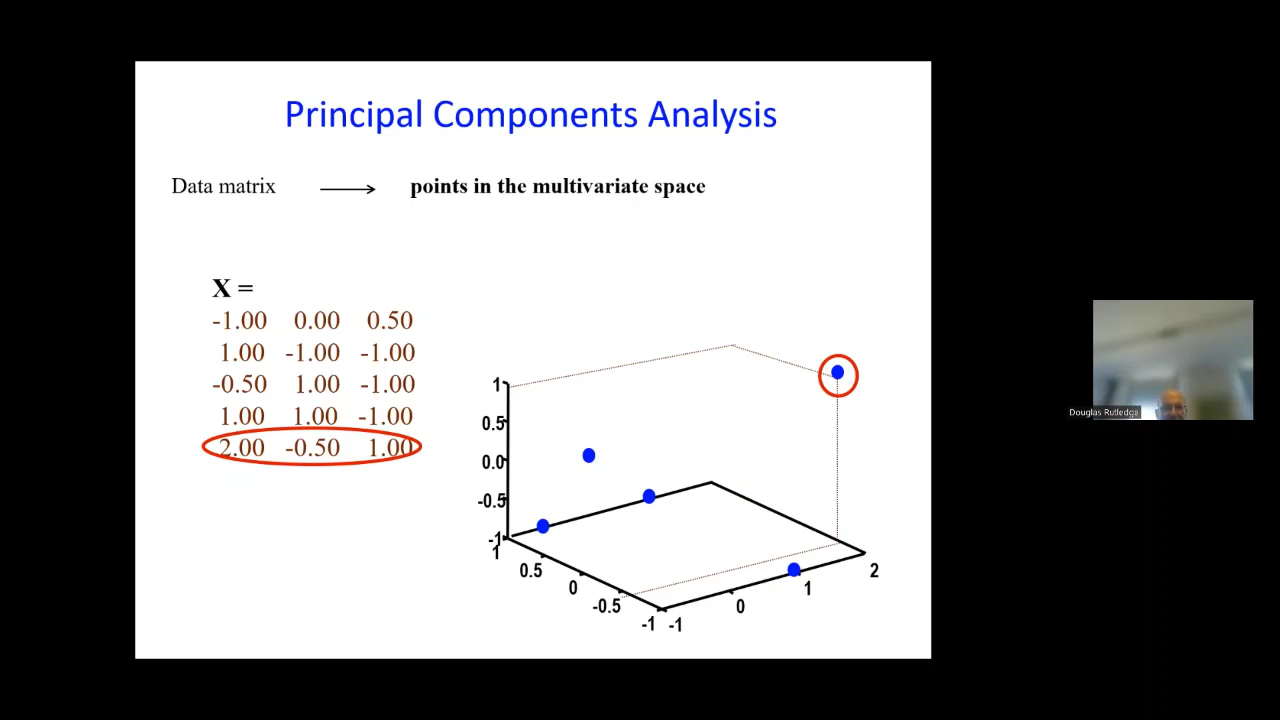 Principal Components Analysis
Data matrix → points in the multivariate space
X =
-1.00 0.00 0.50
1.00 -1.00 -1.00
-0.50 1.00 -1.00
1.00 1.00 -1.00
2.00 -0.50 1.00
1
0.5
0.0
-0.5
-1
1
0.5
0
-0.5
-1
-1
0
1
2
Douglas Rutledge